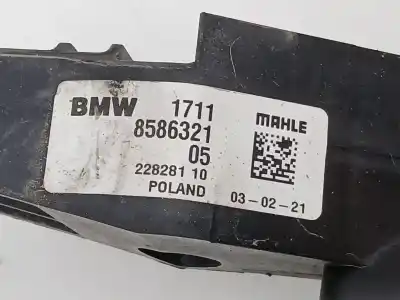 BMW 1711 MAHLE
8586321
05
228281 10
POLAND 03-02-21